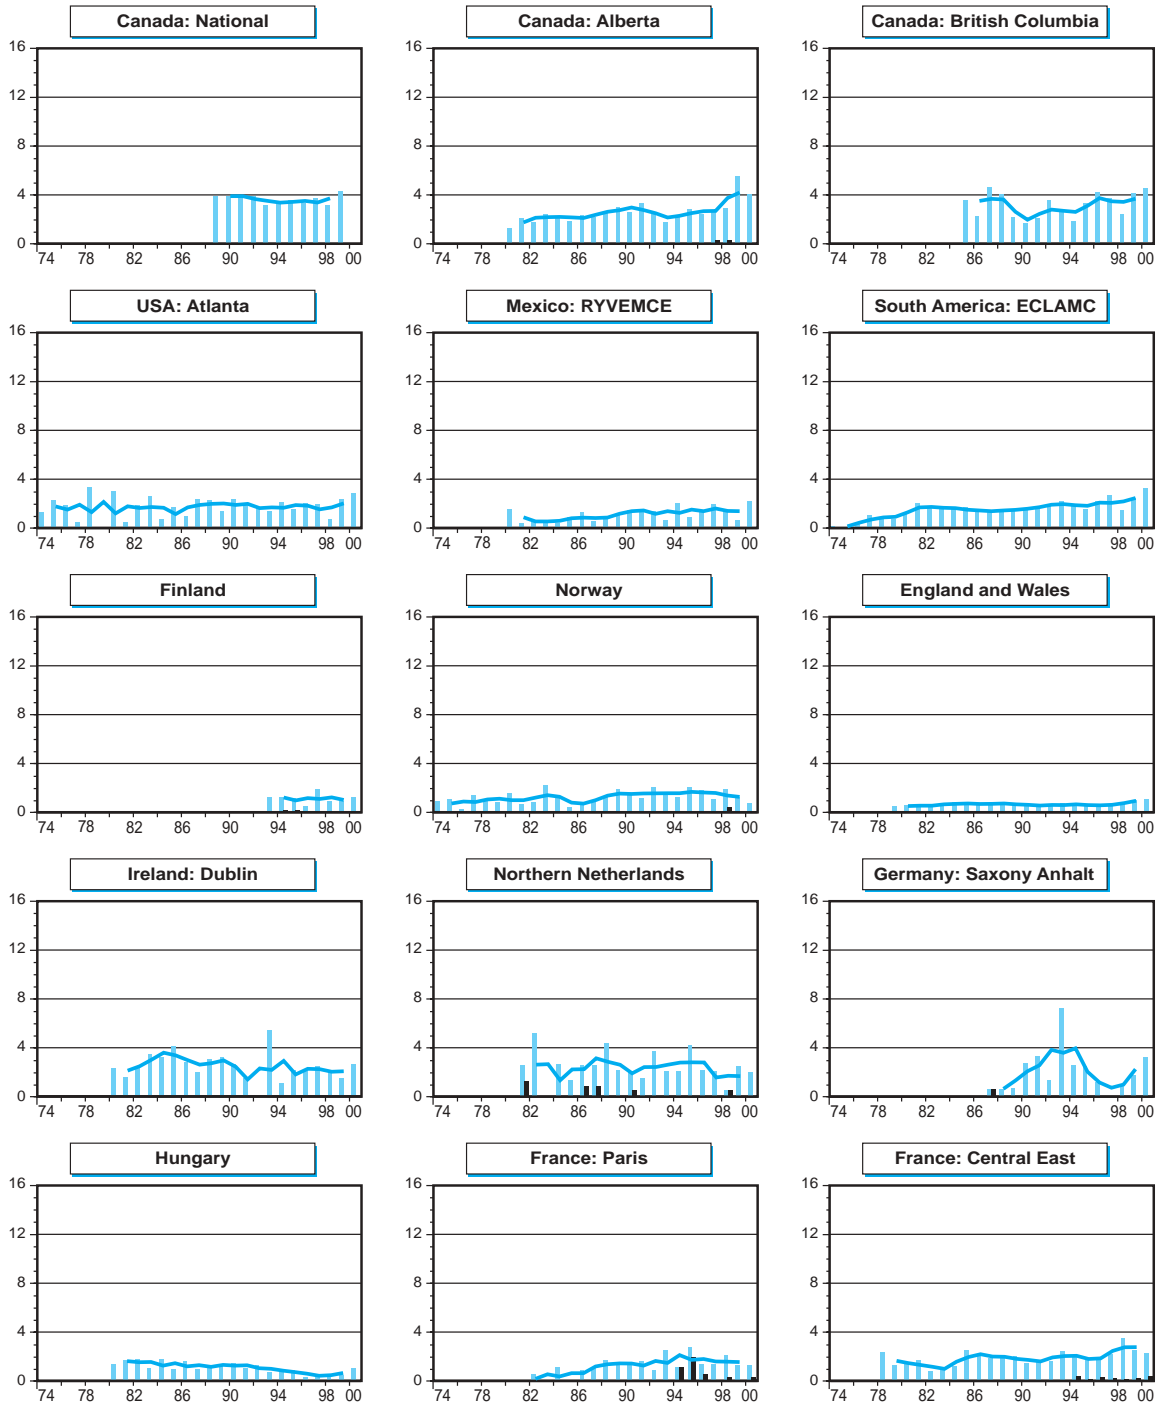 Canada: National Canada: Alberta Canada: British Columbia
16 16 16
12 12 12
8 8 8
4 4 4
0 0 0
74 78 82 86 90 94 98 00 74 78 82 86 90 94 98 00 74 78 82 86 90 94 98 00
USA: Atlanta Mexico: RYVEMCE South America: ECLAMC
16 16 16
12 12 12
8 8 8
4 4 4
0 0 0
74 78 82 86 90 94 98 00 74 78 82 86 90 94 98 00 74 78 82 86 90 94 98 00
Finland Norway England and Wales
16 16 16
12 12 12
8 8 8
4 4 4
0 0 0
74 78 82 86 90 94 98 00 74 78 82 86 90 94 98 00 74 78 82 86 90 94 98 00
Ireland: Dublin Northern Netherlands Germany: Saxony Anhalt
16 16 16
12 12 12
8 8 8
4 4 4
0 0 0
74 78 82 86 90 94 98 00 74 78 82 86 90 94 98 00 74 78 82 86 90 94 98 00
Hungary France: Paris France: Central East
16 16 16
12 12 12
8 8 8
4 4 4
0 0 0
74 78 82 86 90 94 98 00 74 78 82 86 90 94 98 00 74 78 82 86 90 94 98 00